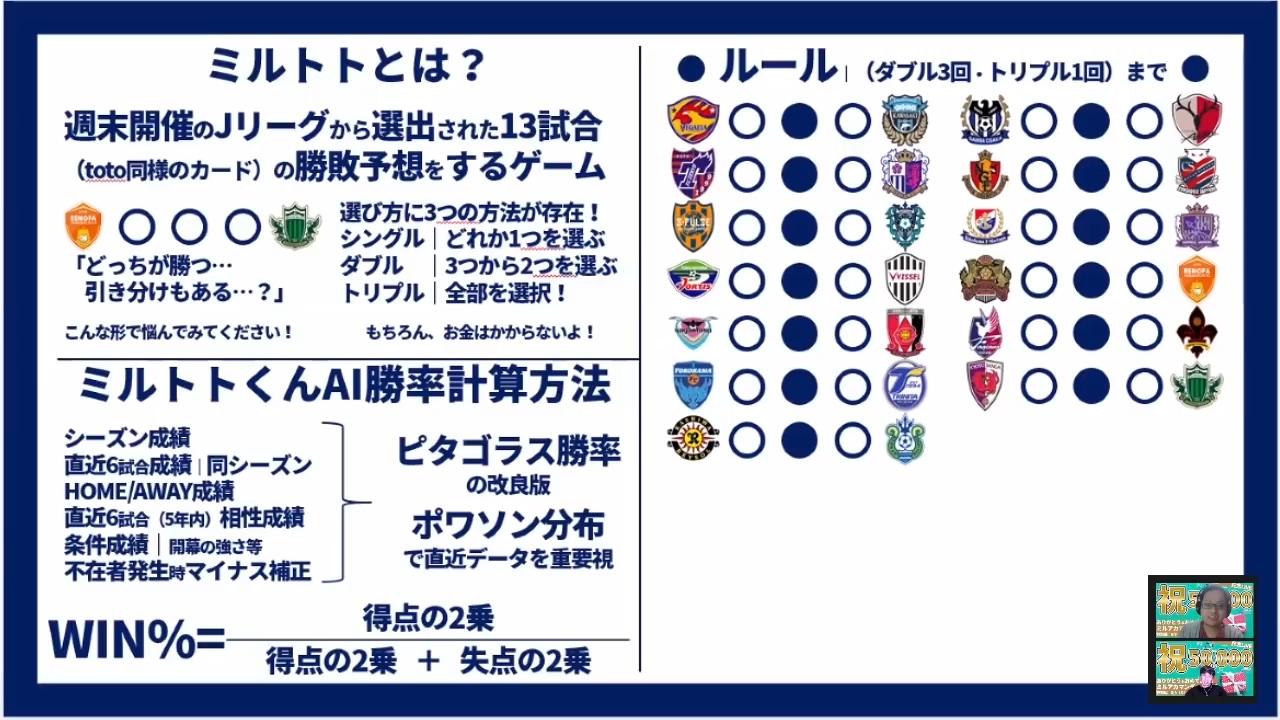 ミルトトとは？
週末開催のJリーグから選出された13試合
（toto同様のカード）の勝敗予想をするゲーム
RENOFA
「どっちが勝つ…
引き分けもある…？」
選び方に3つの方法が存在！
シングル｜どれか1つを選ぶ
ダブル｜3つから2つを選ぶ
トリプル｜全部を選択！
こんな形で悩んでみてください！
もちろん、お金はかからないよ！
ミルトトくんAI勝率計算方法
シーズン成績
直近6試合成績｜同シーズン
HOME/AWAY成績
直近6試合（5年内）相性成績
条件成績｜開幕の強さ等
不在者発生時マイナス補正
ピタゴラス勝率
の改良版
ポワソン分布
で直近データを重要視
WIN%=
得点の2乗
得点の2乗 ＋ 失点の2乗
● ルール｜（ダブル3回・トリプル1回）まで ●
VEGALTA
KAWASAKI
GAMBA OSAKA
S-PULSE
VORTIS
VISSEL
RENOFA
YOKOHAMA
TRINITA
祝
50,000